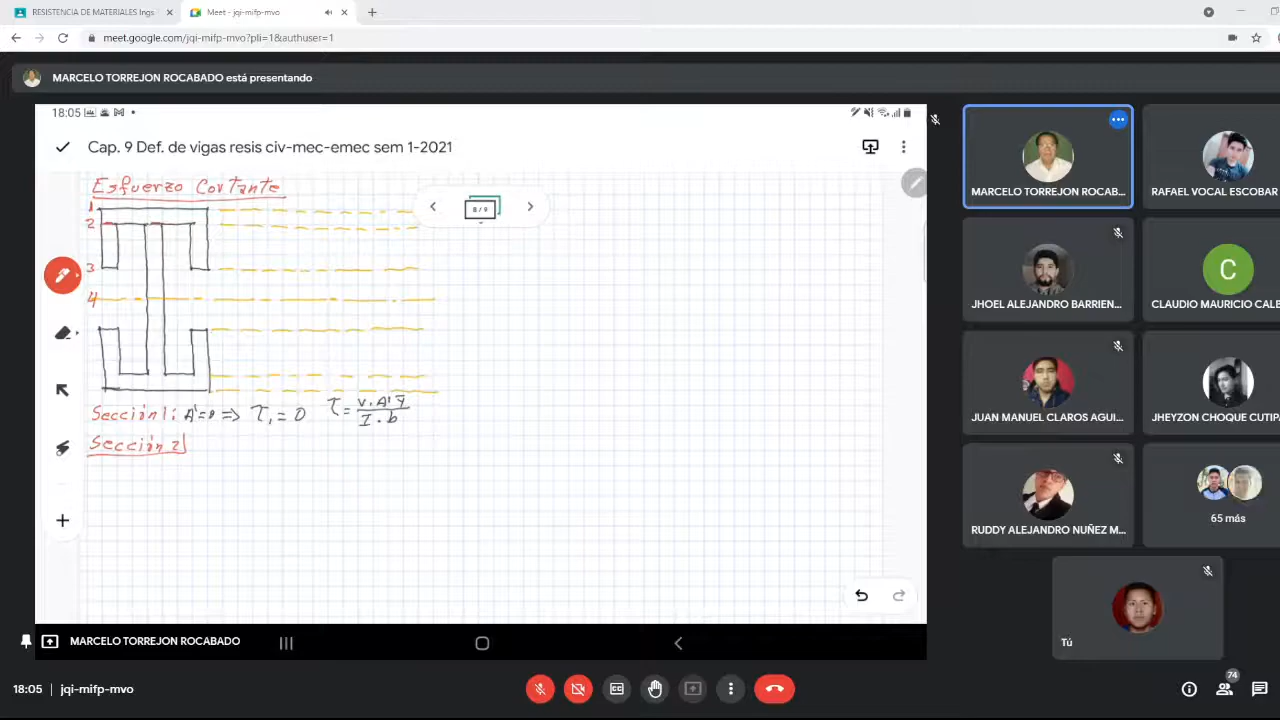 RESISTENCIA DE MATERIALES Ings
Meet - jqi-mifp-mvo
meet.google.com/jqi-mifp-mvo?pli=1&authuser=1
MARCELO TORREJON ROCABADO está presentando
18:05
Cap. 9 Def. de vigas resis civ-mec-emec sem 1-2021
Esfuerzo Cortante
8 / 9
1
2
3
4
Sección 1: A'=0 => τ₁ = 0 τ = V.A'.ȳ / I.b
Sección 2
MARCELO TORREJON ROCAB...
RAFAEL VOCAL ESCOBAR
JHOEL ALEJANDRO BARRIEN...
C
CLAUDIO MAURICIO CALB
JUAN MANUEL CLAROS AGUI...
JHEYZON CHOQUE CUTIPA
RUDDY ALEJANDRO NUÑEZ M...
65 más
Tú
MARCELO TORREJON ROCABADO
18:05 | jqi-mifp-mvo
74